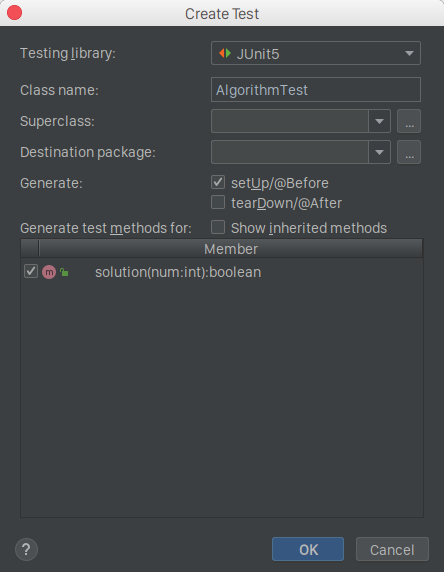 Create Test
Testing library: JUnit5
Class name: AlgorithmTest
Superclass: ...
Destination package: ...
Generate: setUp/@Before
tearDown/@After
Generate test methods for: Show inherited methods
Member
m solution(num:int):boolean
? OK Cancel